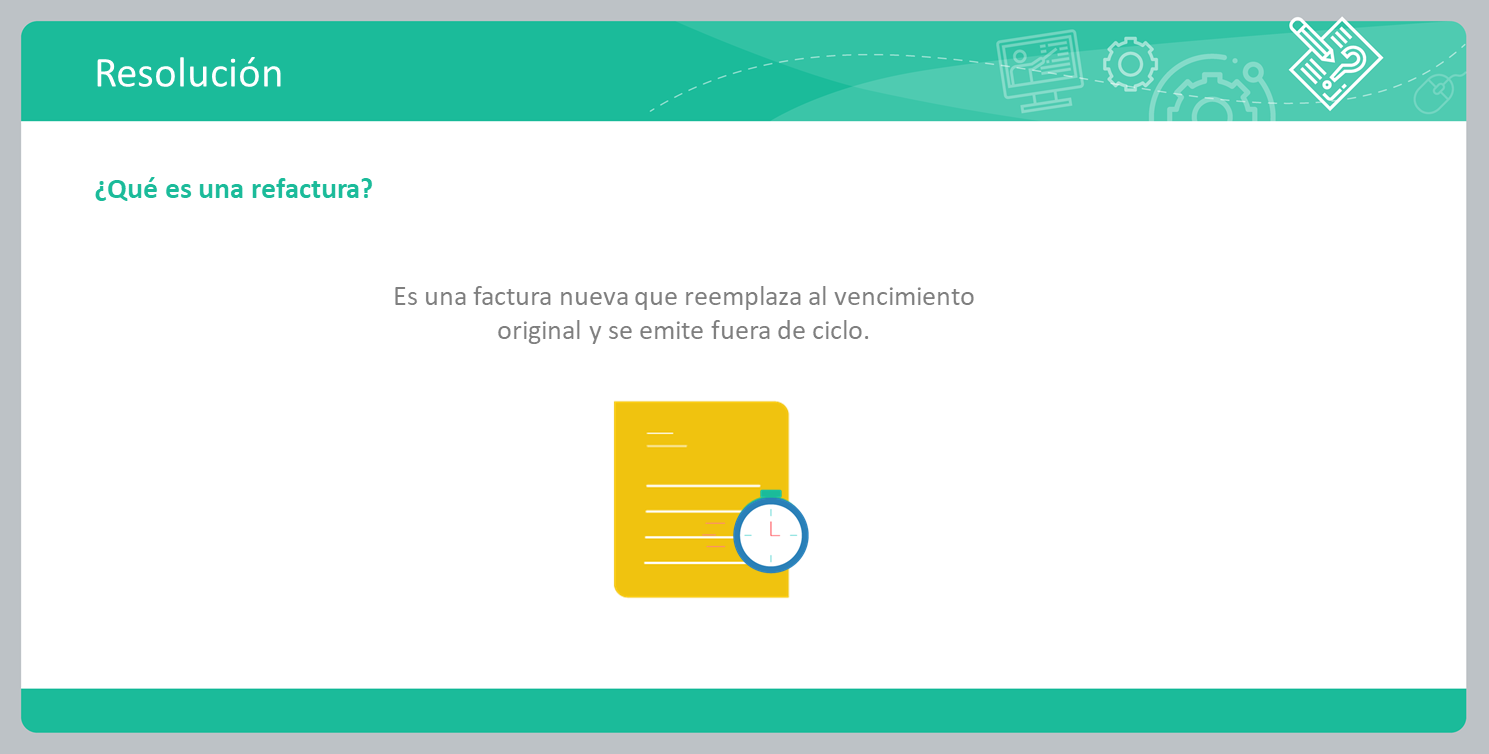 Resolución
¿Qué es una refactura?
Es una factura nueva que reemplaza al vencimiento
original y se emite fuera de ciclo.